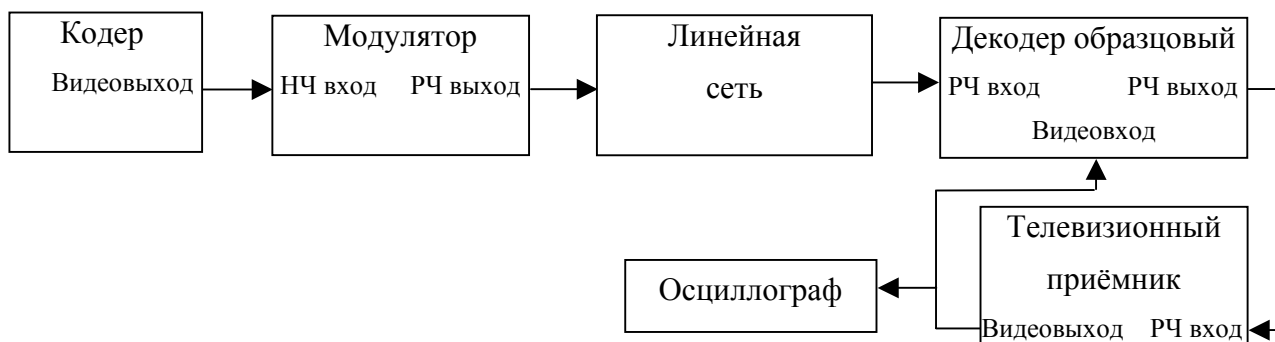 Кодер
Видеовыход
Модулятор
НЧ вход РЧ выход
Линейная
сеть
Декодер образцовый
РЧ вход РЧ выход
Видеовход
Осциллограф
Телевизионный
приёмник
Видеовыход РЧ вход